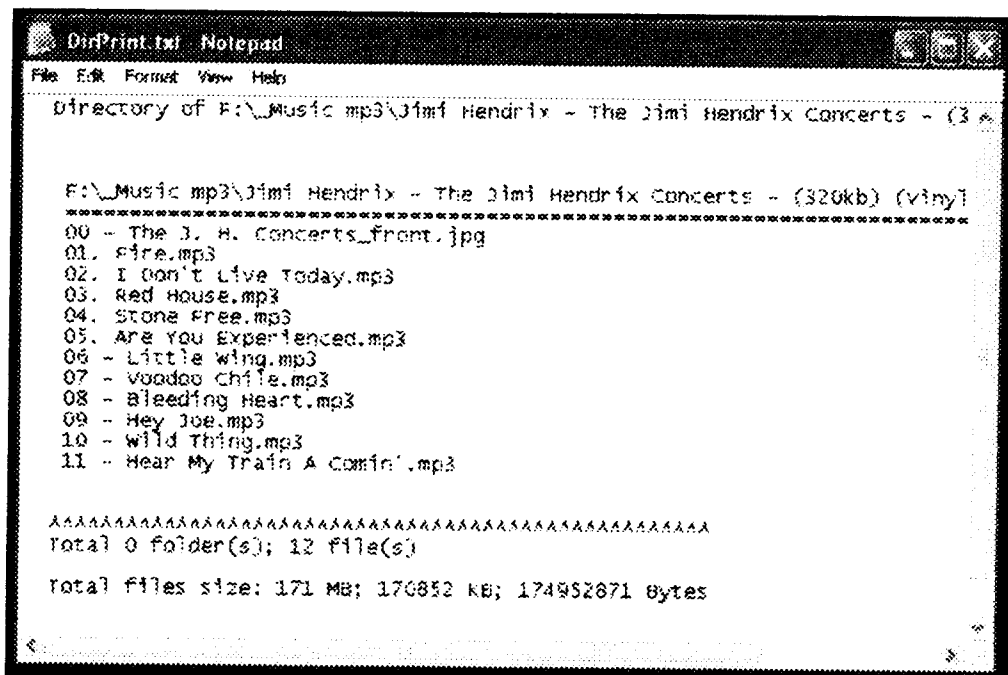 DirPrint.txt - Notepad
File Edit Format View Help
Directory of F:\_Music mp3\Jimi Hendrix - The Jimi Hendrix Concerts - (3
F:\_Music mp3\Jimi Hendrix - The Jimi Hendrix Concerts - (320kb) (vinyl
00 - The J. H. Concerts_front.jpg
01. Fire.mp3
02. I Don't Live Today.mp3
03. Red House.mp3
04. Stone Free.mp3
05. Are You Experienced.mp3
06 - Little Wing.mp3
07 - Voodoo Chile.mp3
08 - Bleeding Heart.mp3
09 - Hey Joe.mp3
10 - Wild Thing.mp3
11 - Hear My Train A Comin'.mp3
Total 0 folder(s); 12 file(s)
Total files size: 171 MB; 170852 KB; 174952871 Bytes